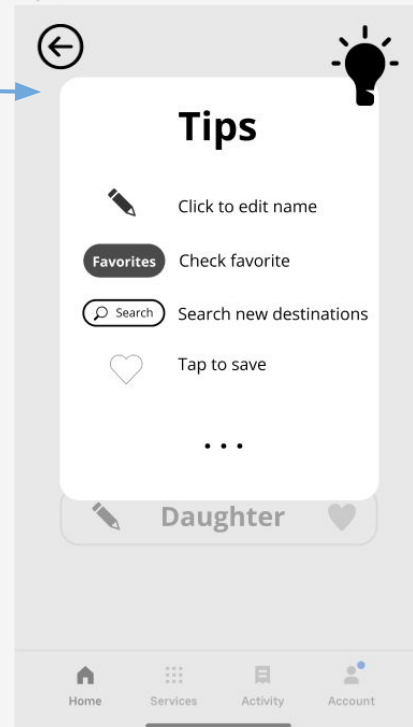 Tips
Click to edit name
Favorites Check favorite
Search Search new destinations
Tap to save
...
Daughter
Home Services Activity Account